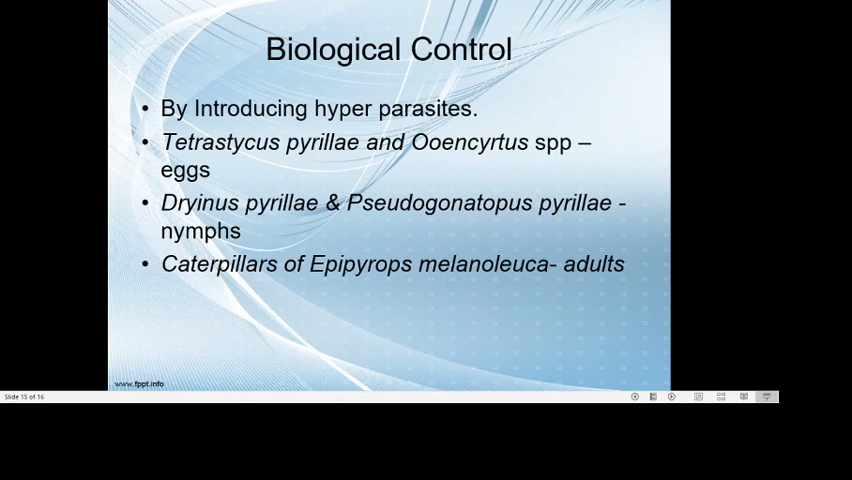 Biological Control
• By Introducing hyper parasites.
• Tetrastycus pyrillae and Ooencyrtus spp –
eggs
• Dryinus pyrillae & Pseudogonatopus pyrillae -
nymphs
• Caterpillars of Epipyrops melanoleuca- adults
www.fppt.info
Slide 15 of 16